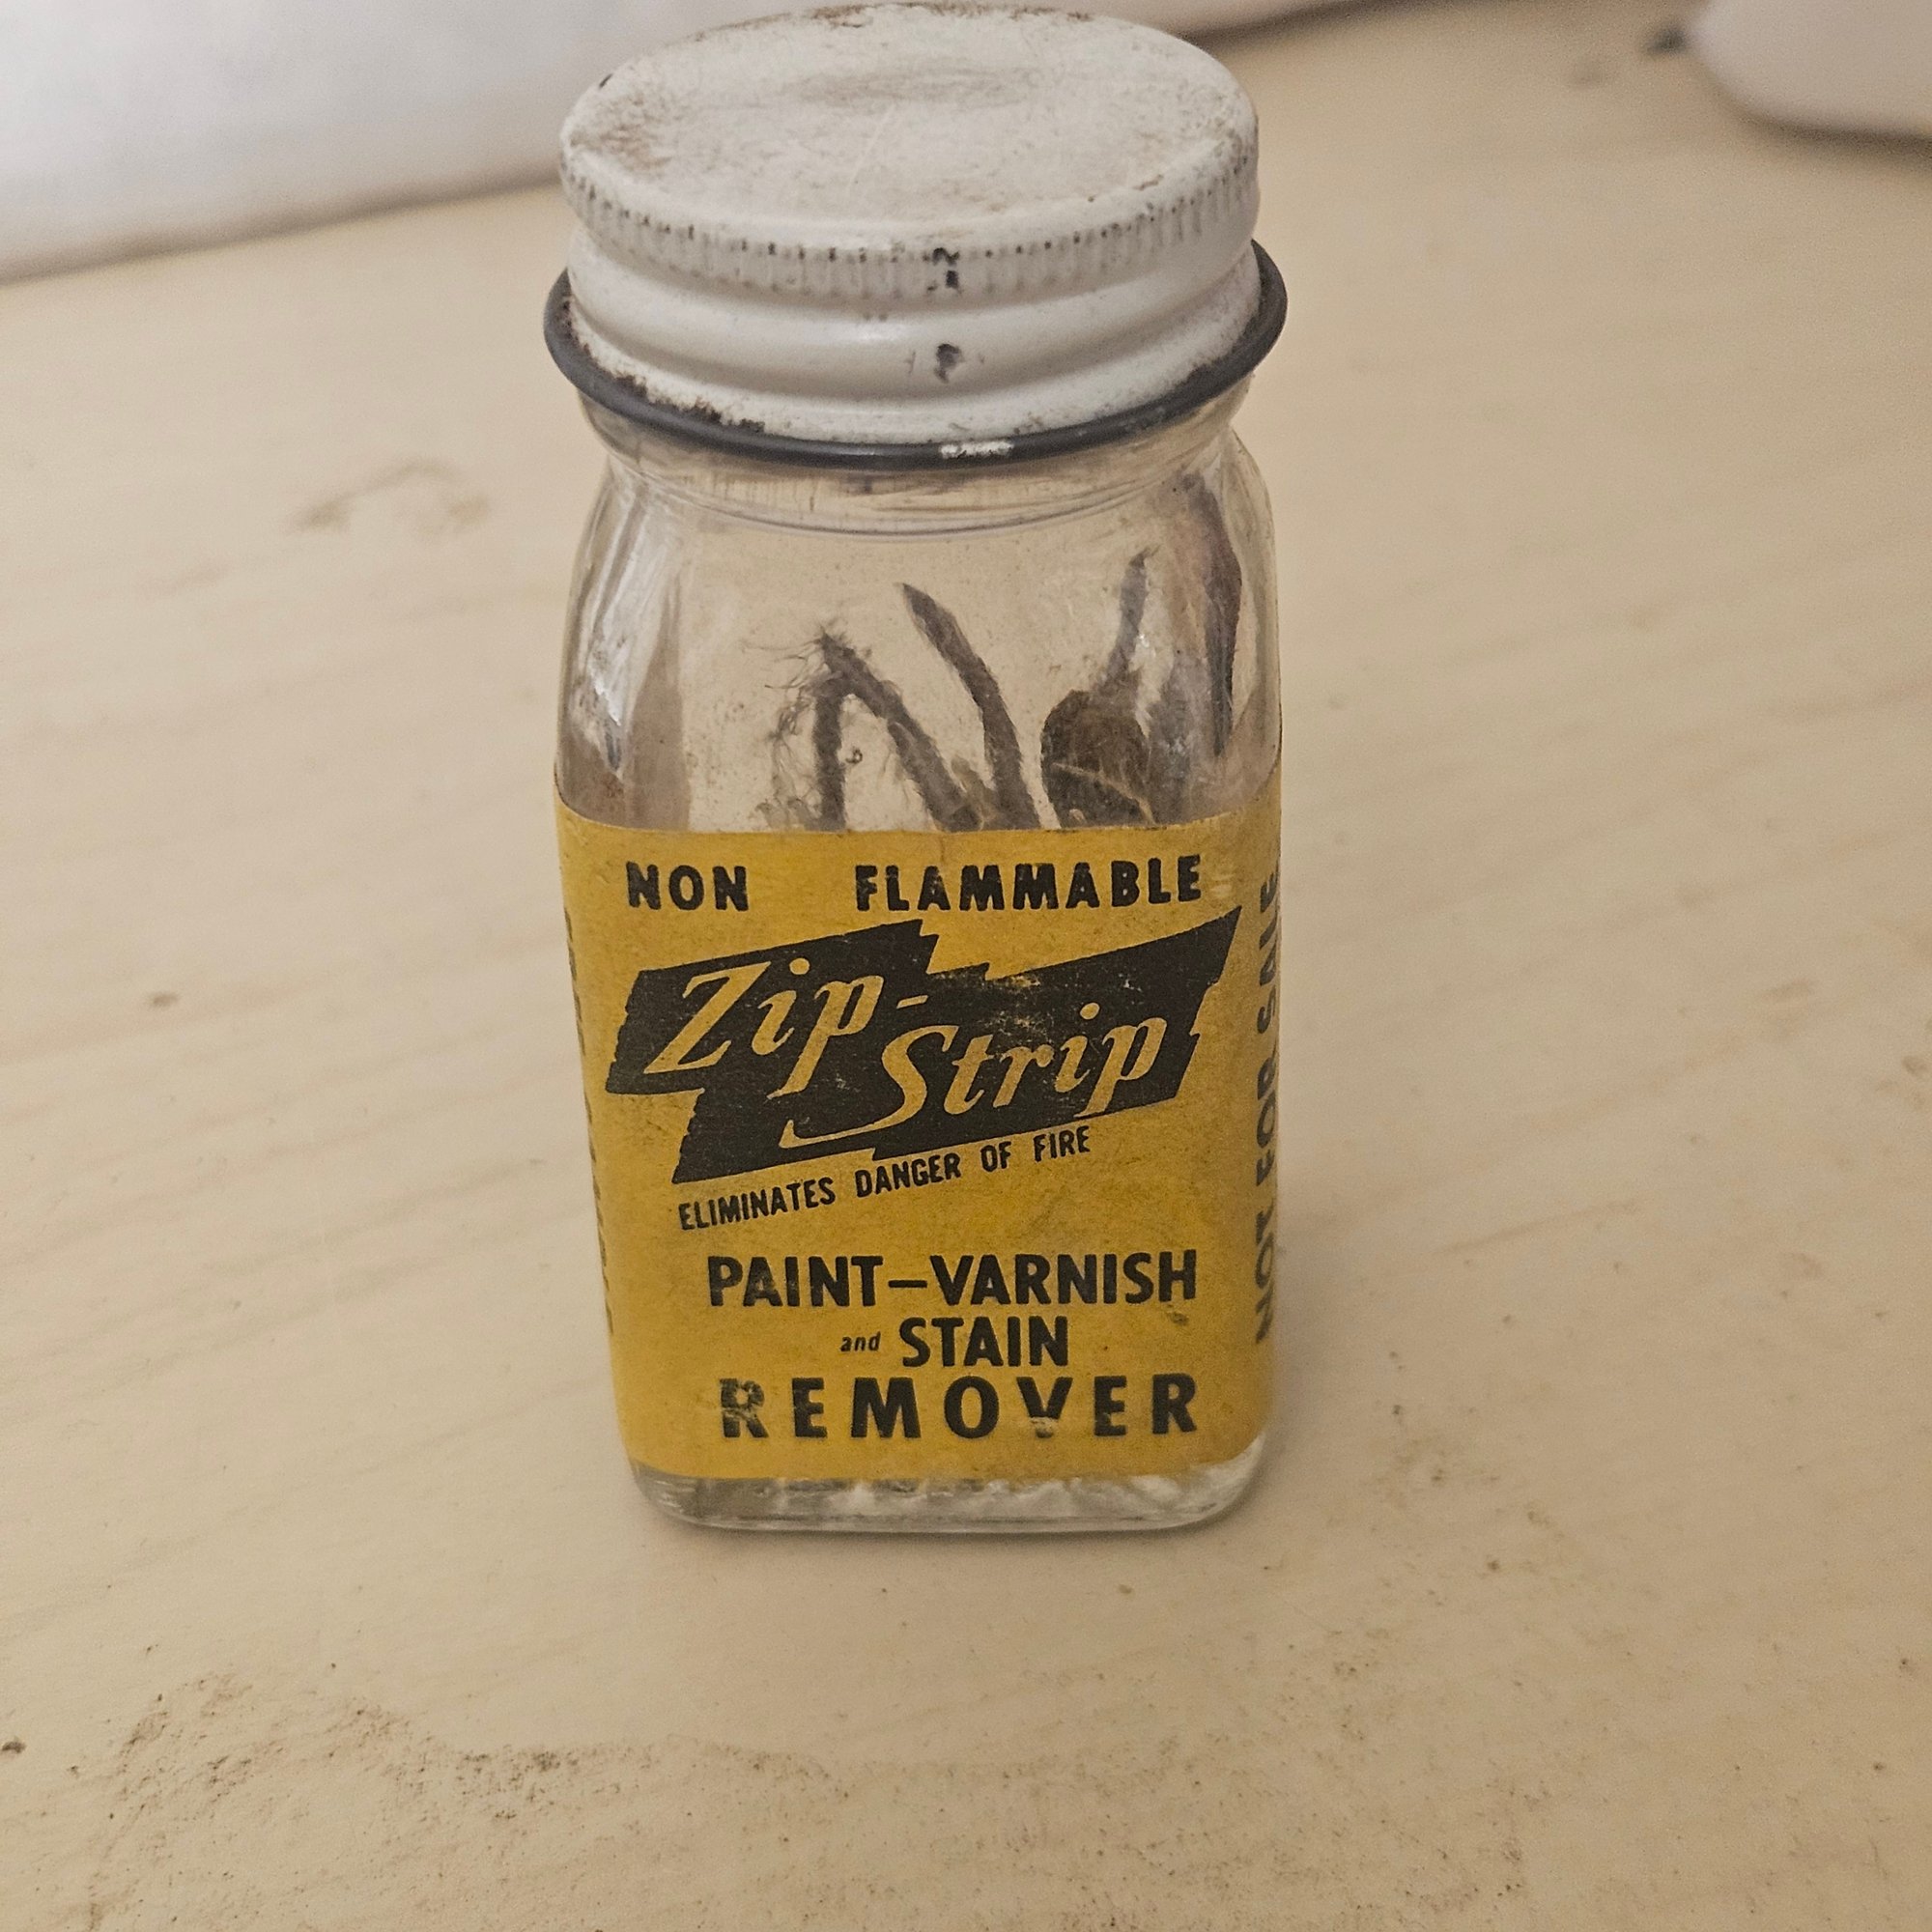 NON FLAMMABLE
Zip-
Strip
ELIMINATES DANGER OF FIRE
PAINT—VARNISH
and STAIN
REMOVER
NOT FOR SALE